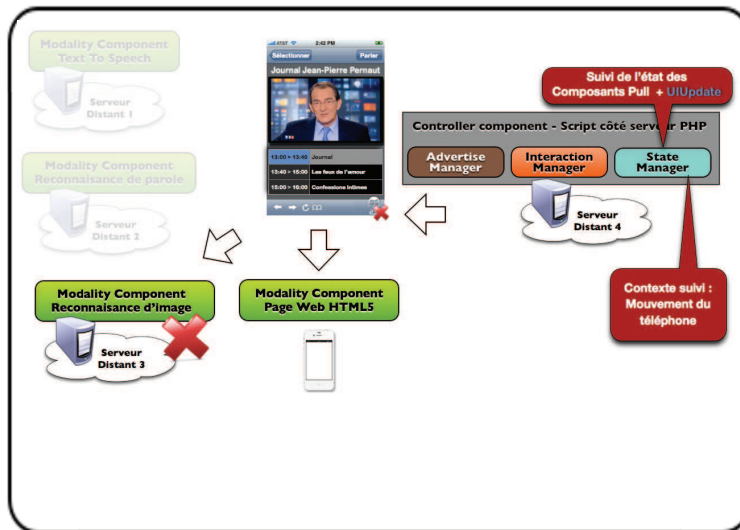 Modality Component
Text To Speech
Serveur
Distant 1
Modality Component
Reconnaisance de parole
Serveur
Distant 2
AT&T 2:42 PM
Sélectionner Parler
Journal Jean-Pierre Pernaut
13:00 > 13:40 Journal
13:40 > 15:00 Les feux de l'amour
15:00 > 16:00 Confessions Intimes
Suivi de l'état des
Composants Pull + UIUpdate
Controller component - Script côté serveur PHP
Advertise
Manager
Interaction
Manager
State
Manager
Serveur
Distant 4
Contexte suivi :
Mouvement du
téléphone
Modality Component
Reconnaisance d'image
Serveur
Distant 3
Modality Component
Page Web HTML5